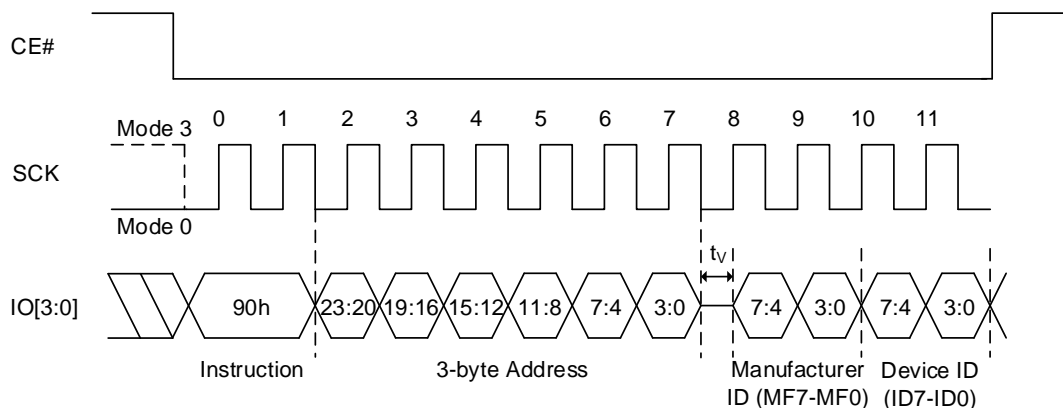 CE#
0 1 2 3 4 5 6 7 8 9 10 11
Mode 3
SCK
Mode 0
tV
IO[3:0] 90h 23:20 19:16 15:12 11:8 7:4 3:0 7:4 3:0 7:4 3:0
Instruction 3-byte Address Manufacturer Device ID
ID (MF7-MF0) (ID7-ID0)